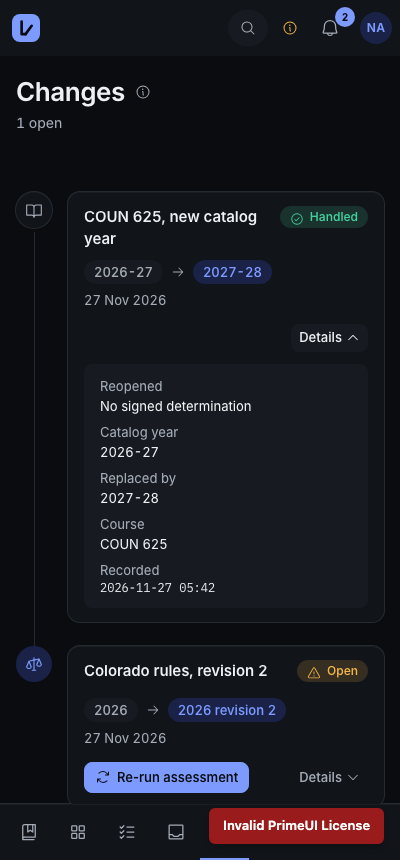 2
NA
Changes
1 open
COUN 625, new catalog
year
Handled
2026-27 → 2027-28
27 Nov 2026
Details
Reopened
No signed determination
Catalog year
2026-27
Replaced by
2027-28
Course
COUN 625
Recorded
2026-11-27 05:42
Colorado rules, revision 2
Open
2026 → 2026 revision 2
27 Nov 2026
Re-run assessment
Details
Invalid PrimeUI License